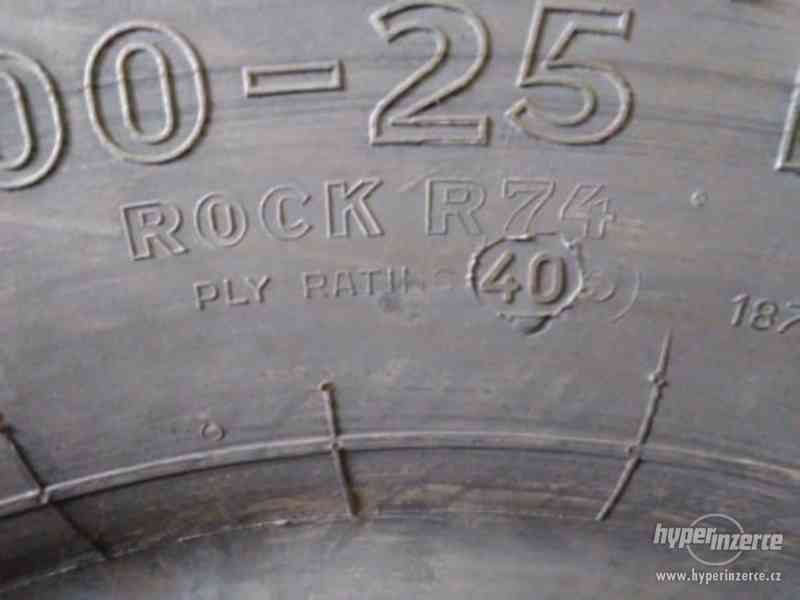 00-25
ROCK R74
PLY RATING 40
187
hyperinzerce
www.hyperinzerce.cz